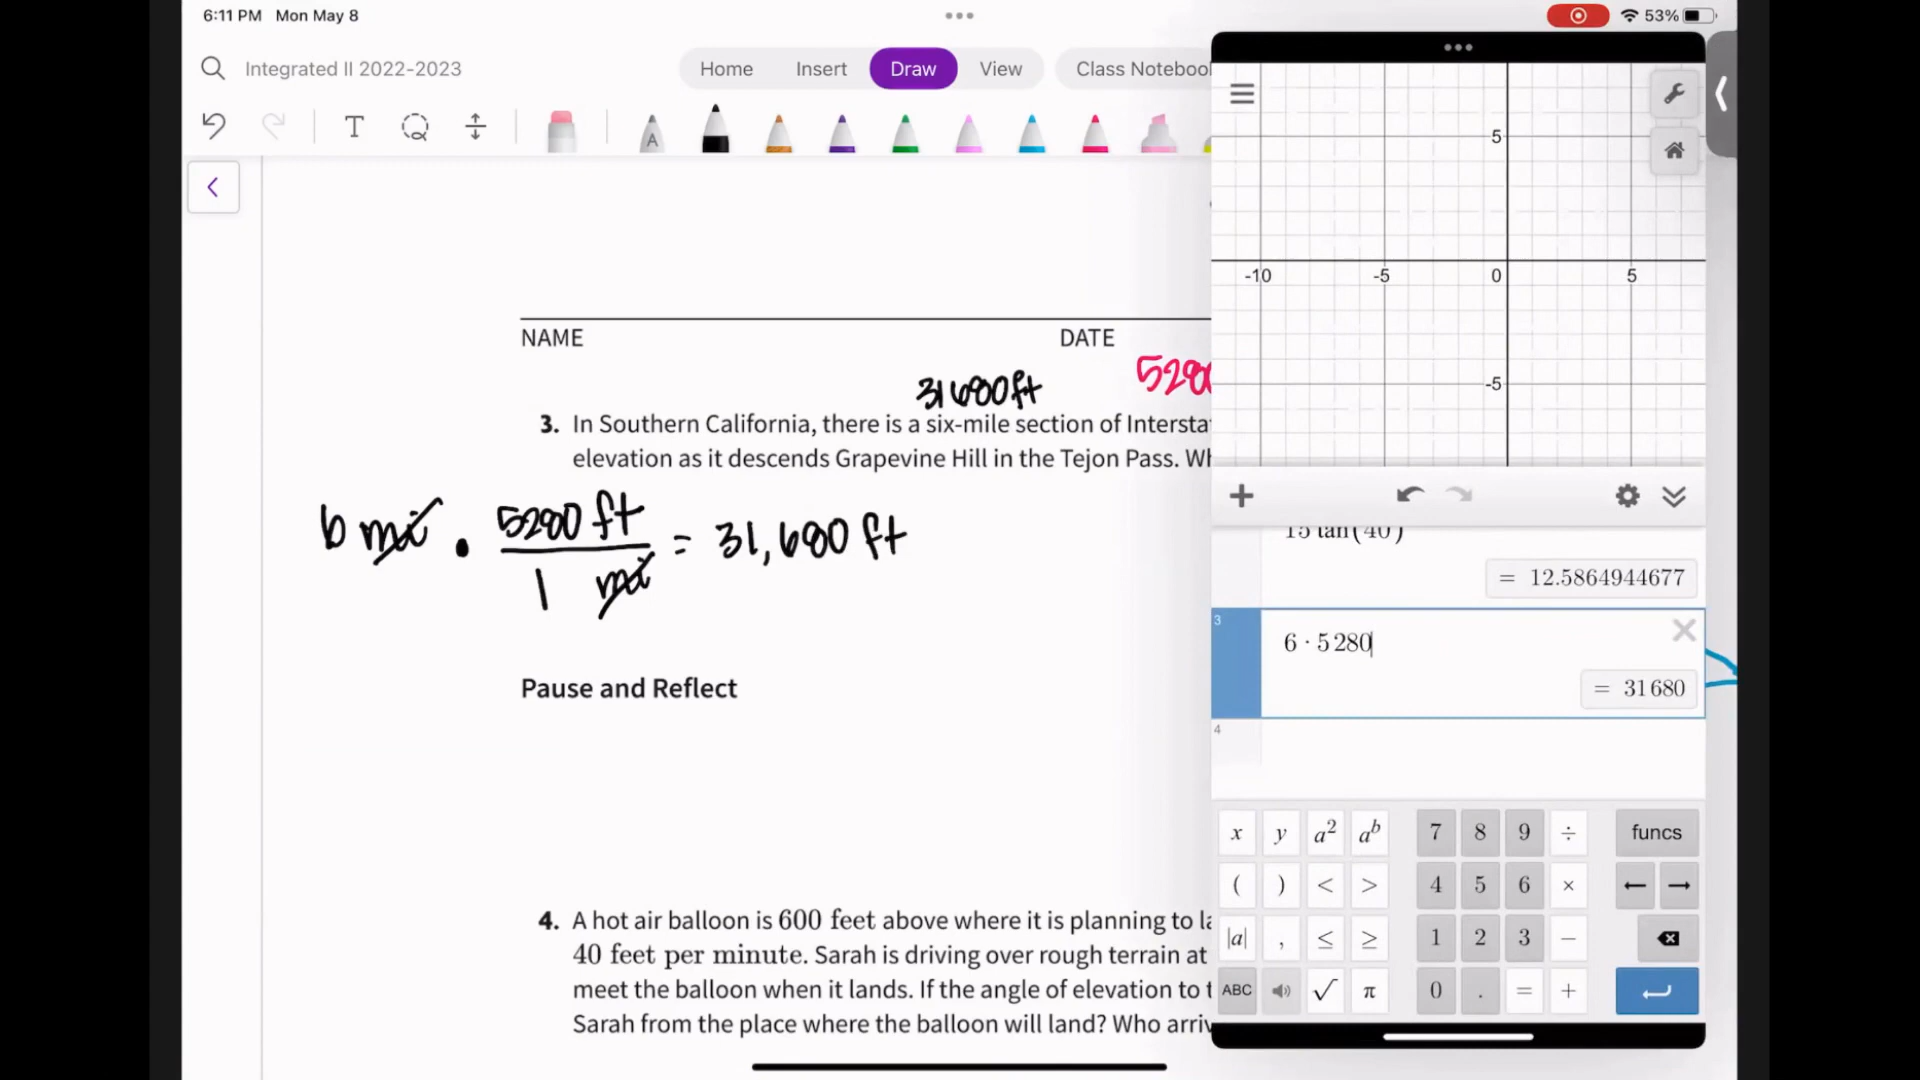 6:11 PM Mon May 8
53%
Integrated II 2022-2023
Home Insert Draw View Class Notebook
T
A
NAME
DATE
31680ft
5280
3. In Southern California, there is a six-mile section of Intersta
elevation as it descends Grapevine Hill in the Tejon Pass. Wh
6 mi · 5280 ft / 1 mi = 31,680 ft
Pause and Reflect
4. A hot air balloon is 600 feet above where it is planning to la
40 feet per minute. Sarah is driving over rough terrain at
meet the balloon when it lands. If the angle of elevation to t
Sarah from the place where the balloon will land? Who arriv
5
-10 -5 0 5
-5
15 tan(40)
= 12.5864944677
3
6 · 5280
= 31680
4
x y a² aᵇ 7 8 9 ÷ funcs
( ) < > 4 5 6 × ← →
|a| , ≤ ≥ 1 2 3 −
ABC √ π 0 . = +